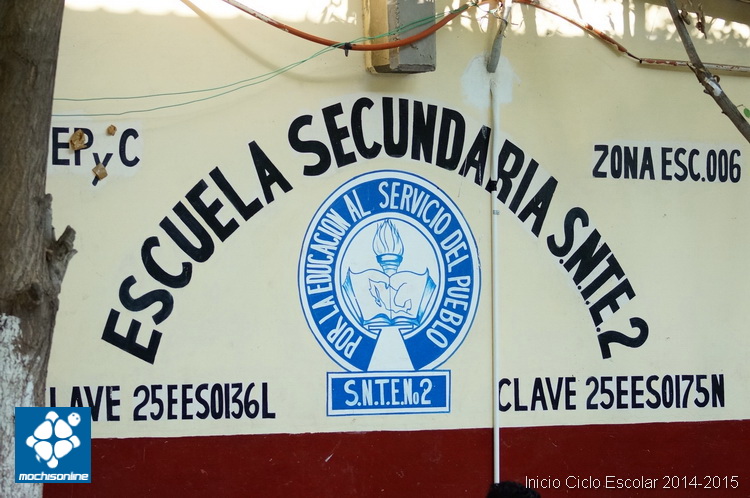 EP y C
ESCUELA SECUNDARIA S.N.T.E. 2
ZONA ESC. 006
POR LA EDUCACION AL SERVICIO DEL PUEBLO
S.N.T.E. No 2
LAVE 25EES0136L
CLAVE 25EES0175N
mochisonline
Inicio Ciclo Escolar 2014-2015